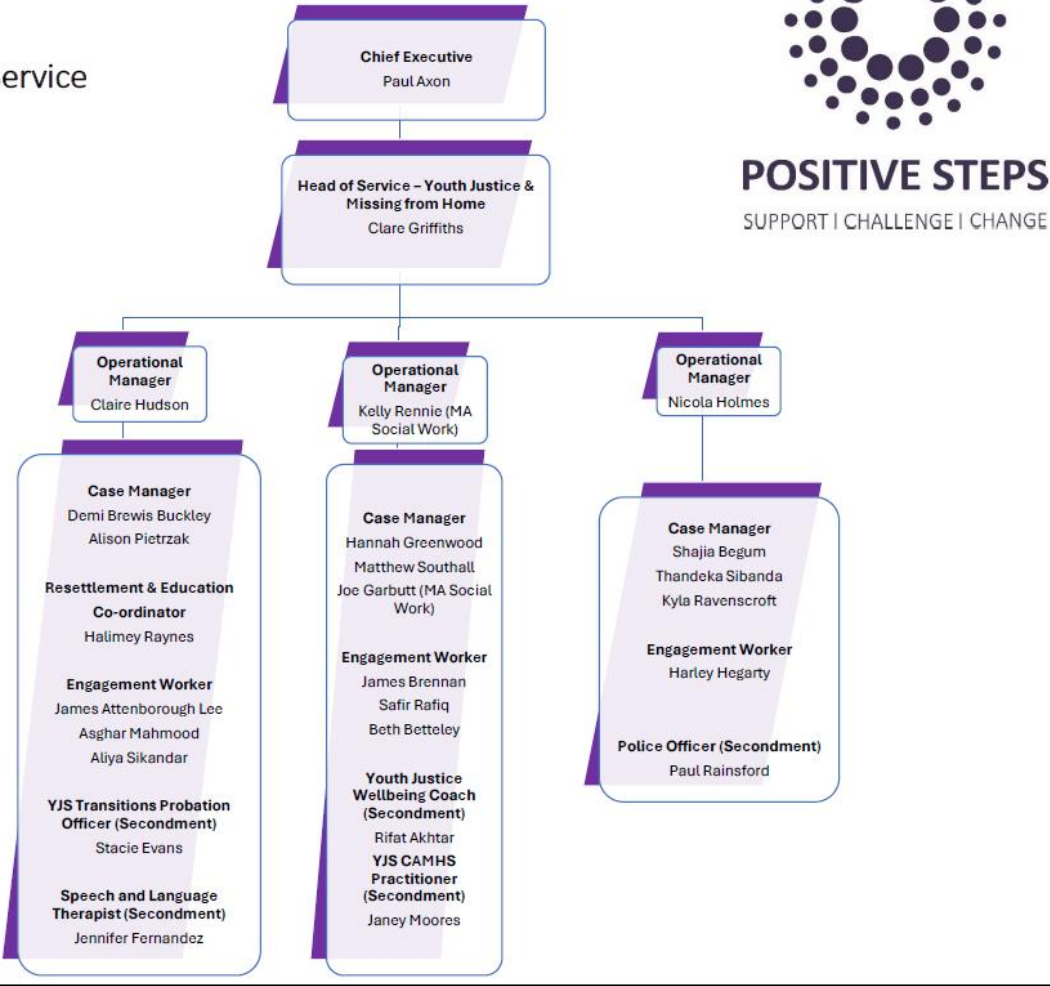 Chief Executive
Paul Axon
POSITIVE STEPS
SUPPORT | CHALLENGE | CHANGE
Head of Service – Youth Justice &
Missing from Home
Clare Griffiths
Operational
Manager
Claire Hudson
Case Manager
Demi Brewis Buckley
Alison Pietrzak
Resettlement & Education
Co-ordinator
Halimey Raynes
Engagement Worker
James Attenborough Lee
Asghar Mahmood
Aliya Sikandar
YJS Transitions Probation
Officer (Secondment)
Stacie Evans
Speech and Language
Therapist (Secondment)
Jennifer Fernandez
Operational
Manager
Kelly Rennie (MA
Social Work)
Case Manager
Hannah Greenwood
Matthew Southall
Joe Garbutt (MA Social
Work)
Engagement Worker
James Brennan
Safir Rafiq
Beth Betteley
Youth Justice
Wellbeing Coach
(Secondment)
Rifat Akhtar
YJS CAMHS
Practitioner
(Secondment)
Janey Moores
Operational
Manager
Nicola Holmes
Case Manager
Shajia Begum
Thandeka Sibanda
Kyla Ravenscroft
Engagement Worker
Harley Hegarty
Police Officer (Secondment)
Paul Rainsford